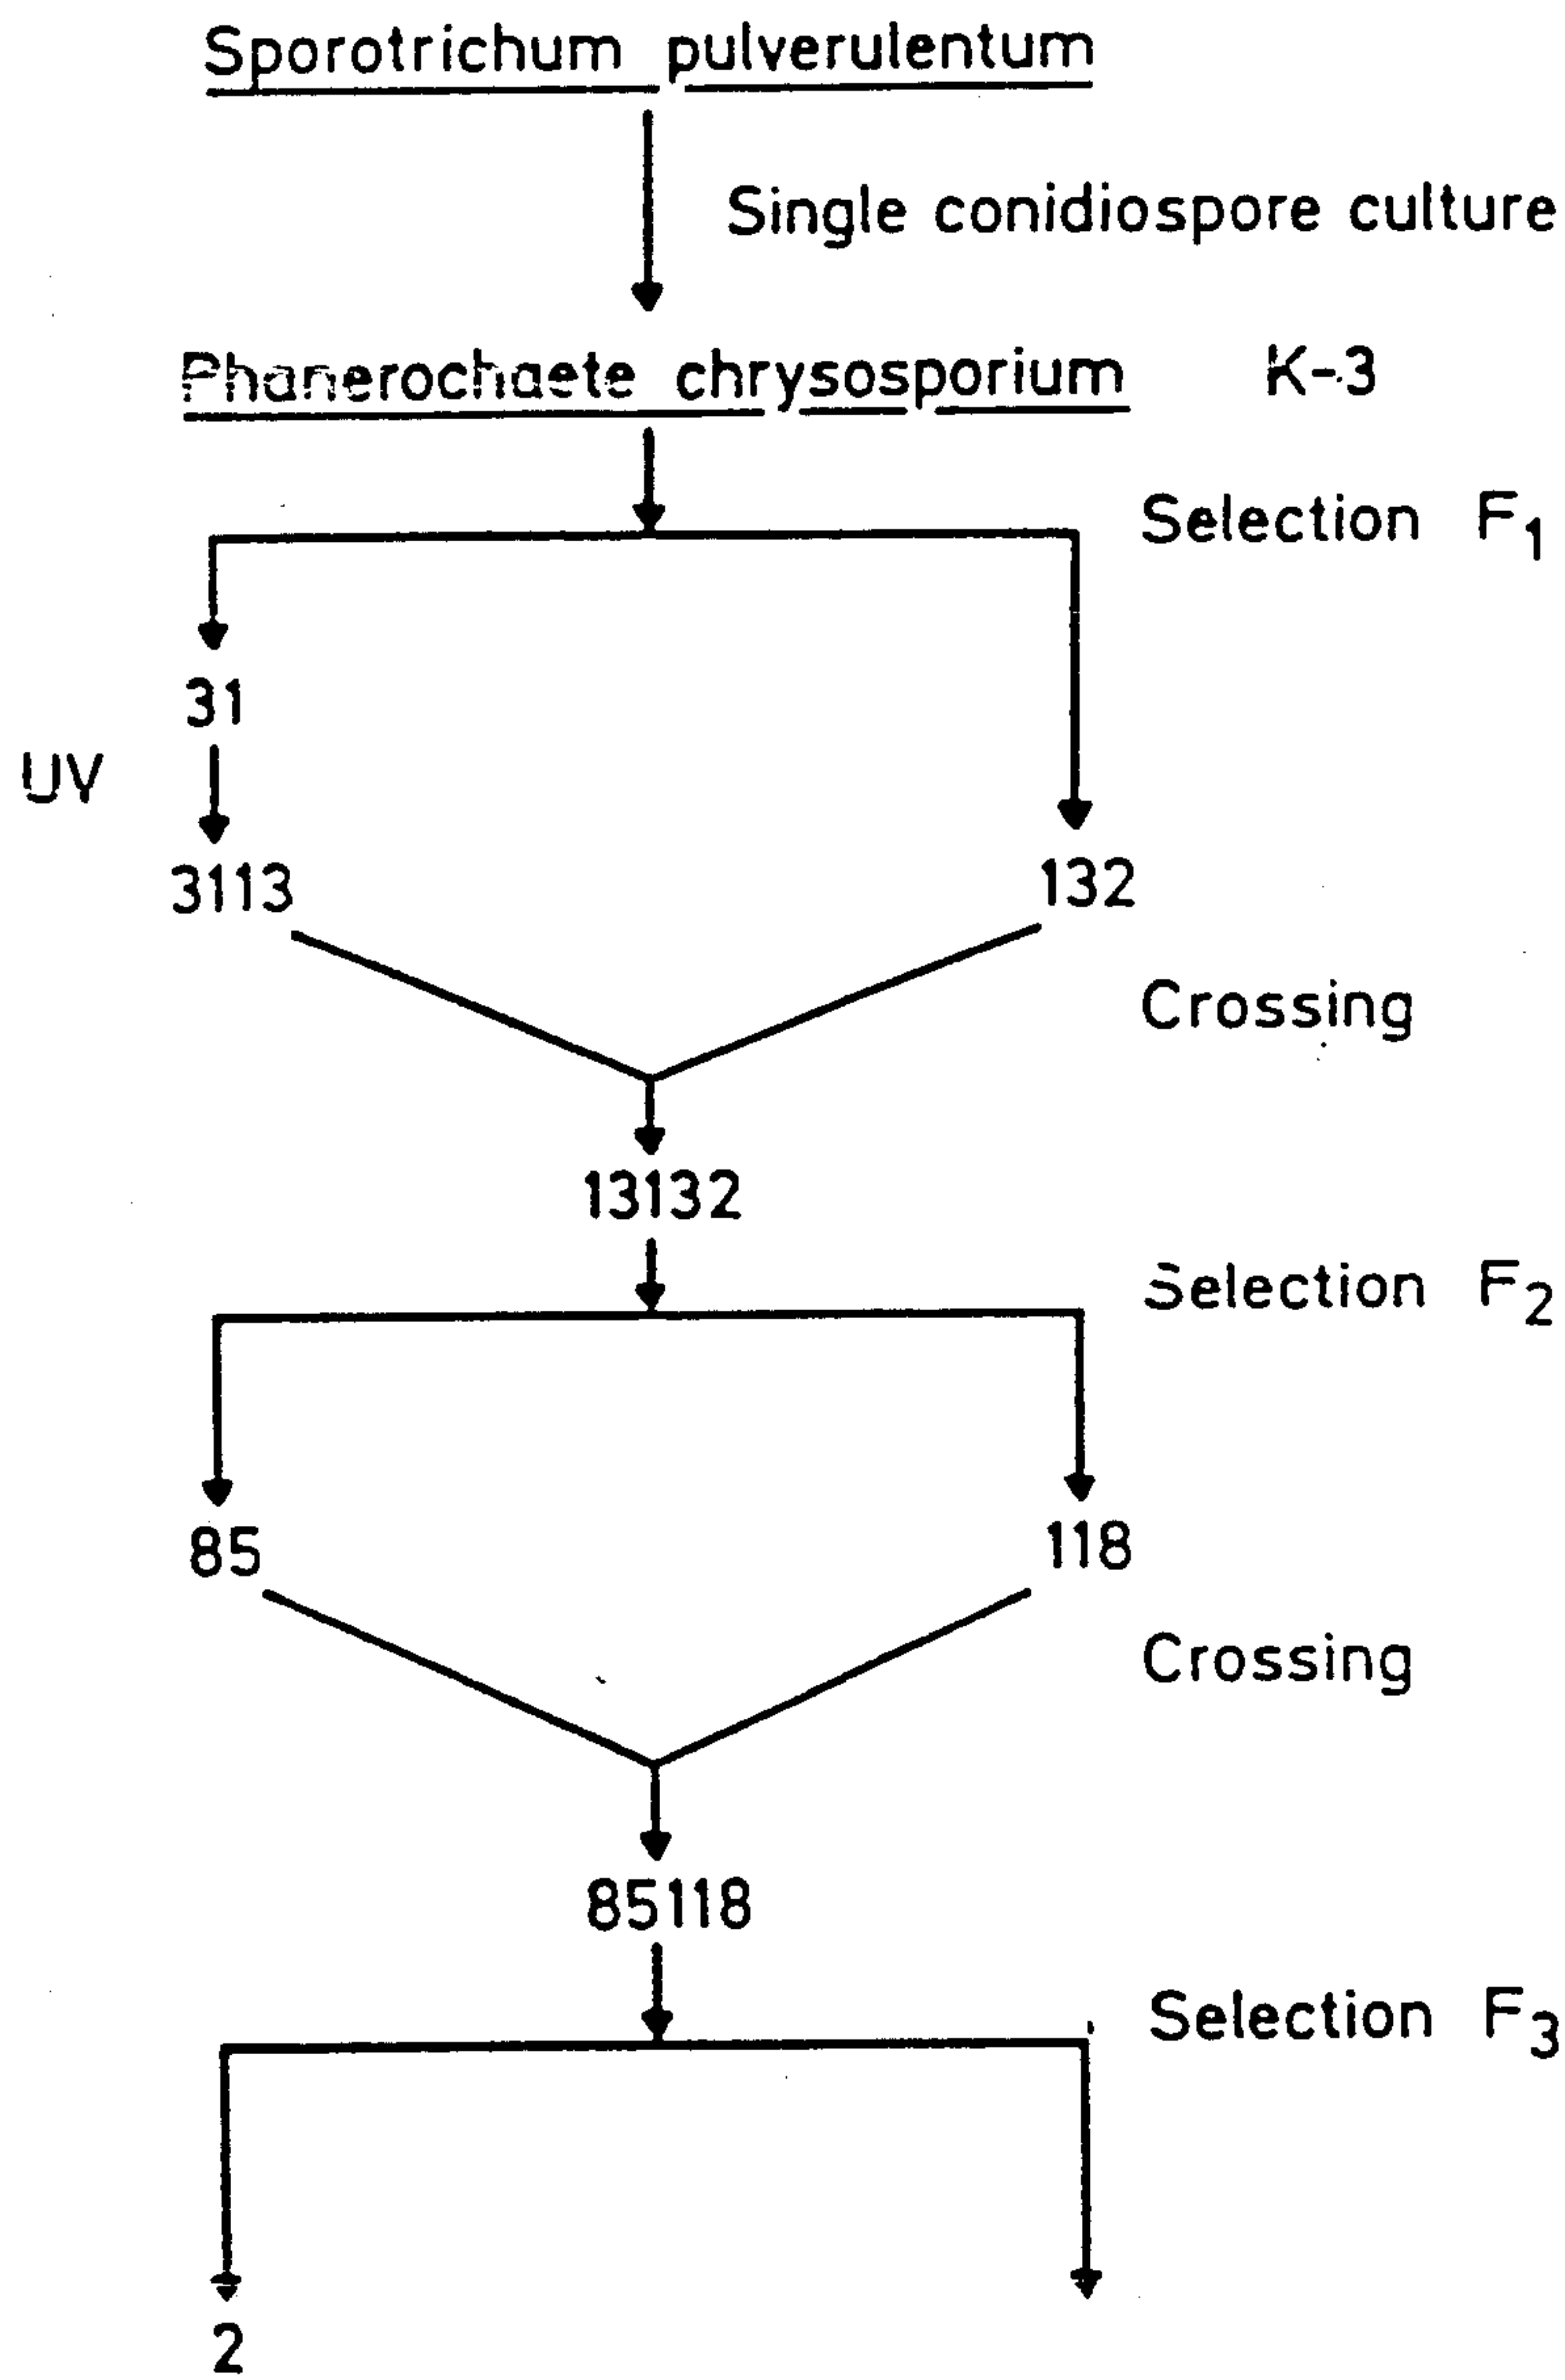 Sporotrichum pulverulentum
Single conidiospore culture
Phanerochaete chrysosporium K-3
Selection F₁
31
UV
3113 132
Crossing
13132
Selection F₂
85 118
Crossing
85118
Selection F₃
2